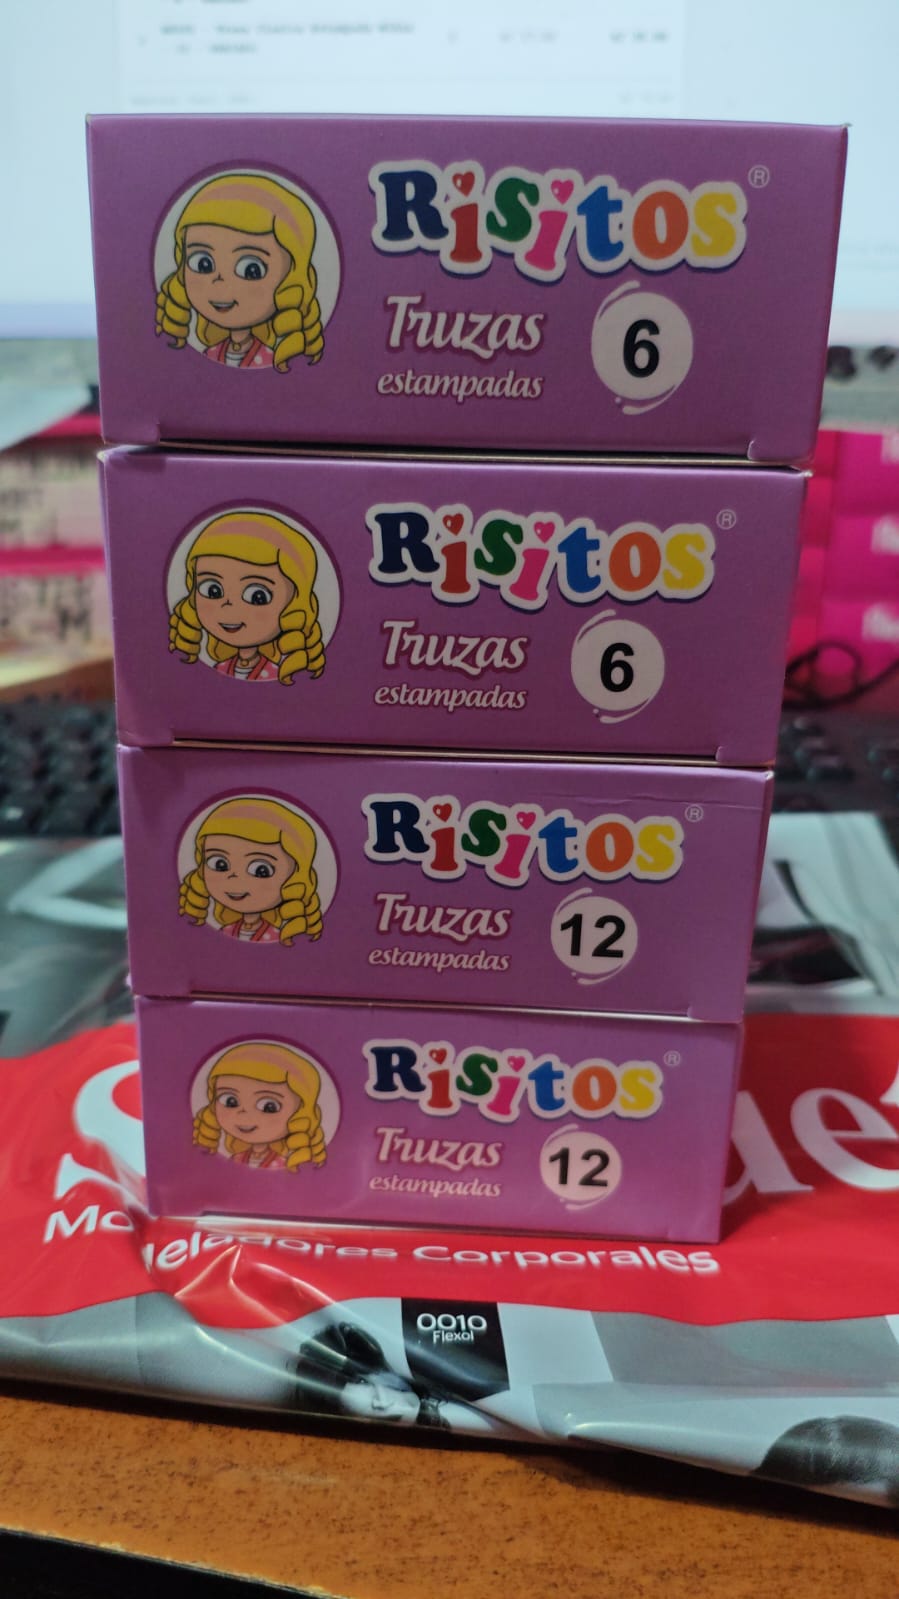 Risitos®
Truzas
estampadas
6
Risitos®
Truzas
estampadas
6
Risitos®
Truzas
estampadas
12
Risitos®
Truzas
estampadas
12
Corporales
0010
Flexol